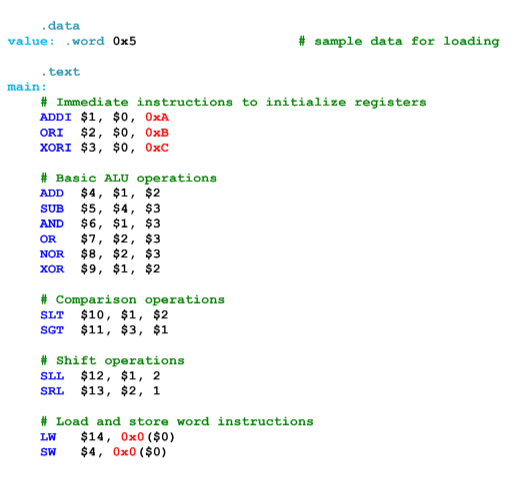 .data
value: .word 0x5 # sample data for loading
.text
main:
# Immediate instructions to initialize registers
ADDI $1, $0, 0xA
ORI $2, $0, 0xB
XORI $3, $0, 0xC
# Basic ALU operations
ADD $4, $1, $2
SUB $5, $4, $3
AND $6, $1, $3
OR $7, $2, $3
NOR $8, $2, $3
XOR $9, $1, $2
# Comparison operations
SLT $10, $1, $2
SGT $11, $3, $1
# Shift operations
SLL $12, $1, 2
SRL $13, $2, 1
# Load and store word instructions
LW $14, 0x0($0)
SW $4, 0x0($0)